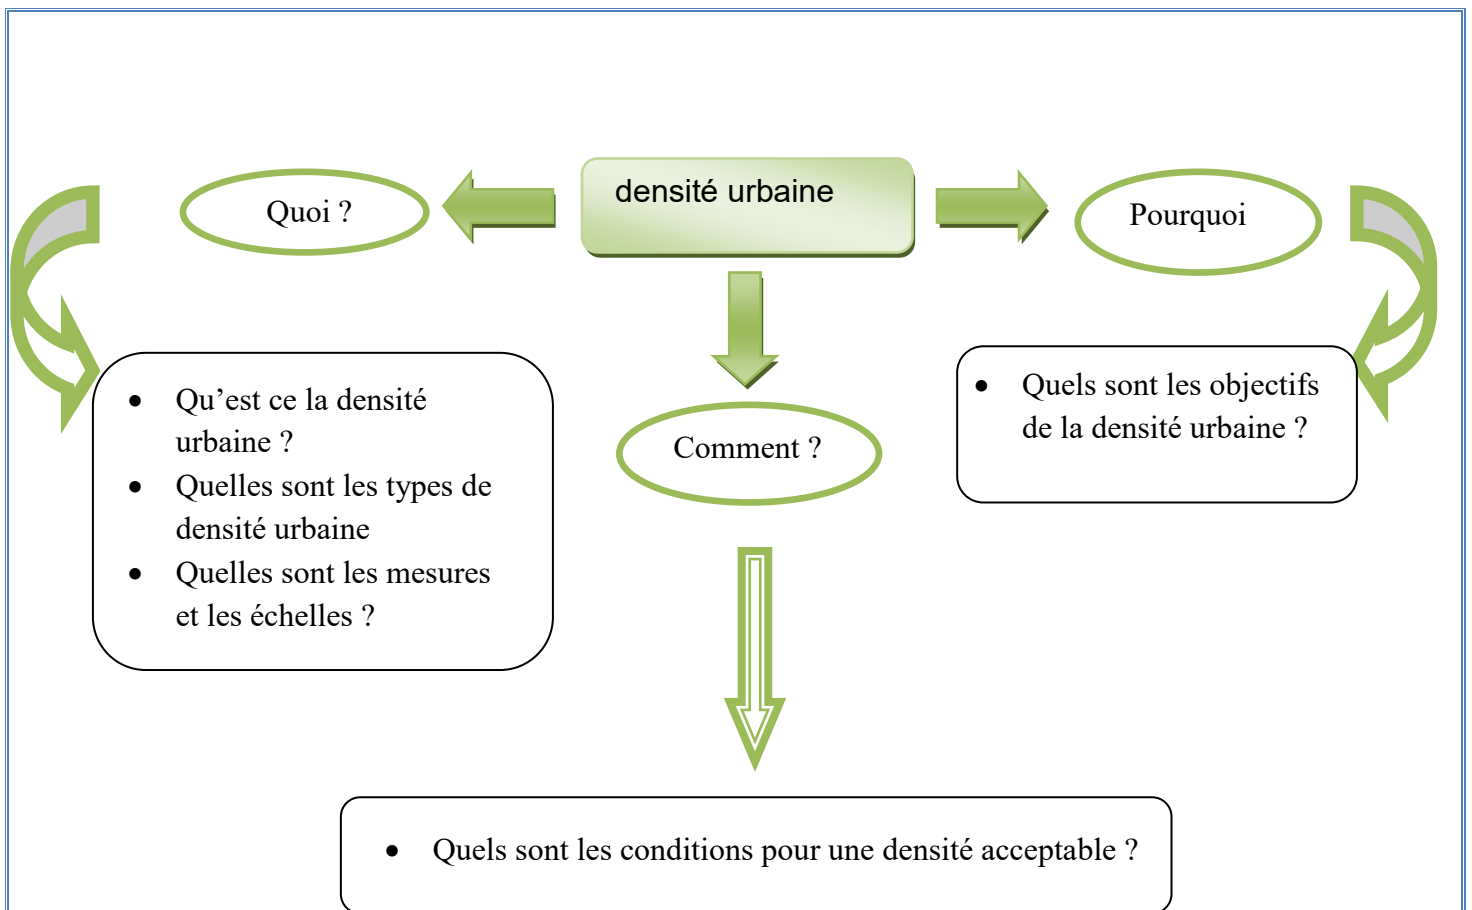 densité urbaine
Quoi ?
Pourquoi
Comment ?
• Qu’est ce la densité
urbaine ?
• Quelles sont les types de
densité urbaine
• Quelles sont les mesures
et les échelles ?
• Quels sont les objectifs
de la densité urbaine ?
• Quels sont les conditions pour une densité acceptable ?